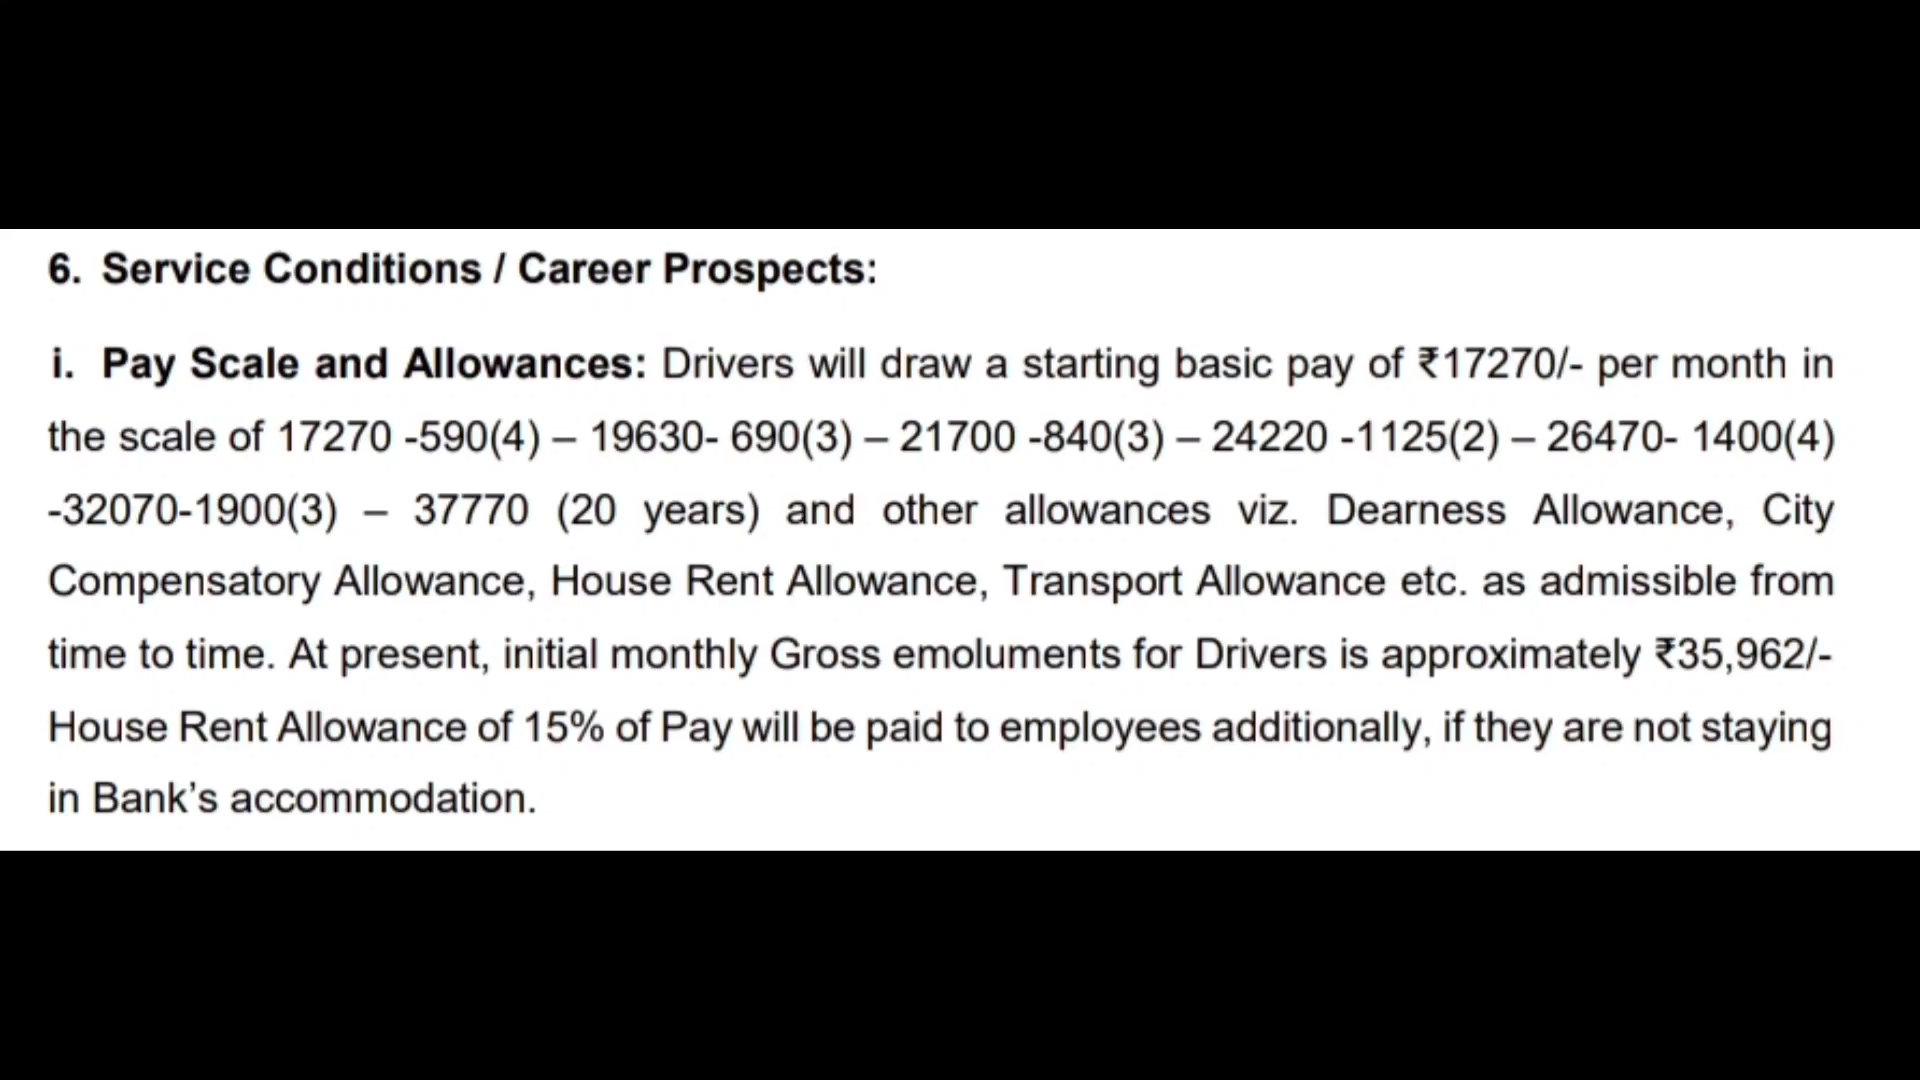 6. Service Conditions / Career Prospects:
i. Pay Scale and Allowances: Drivers will draw a starting basic pay of ₹17270/- per month in
the scale of 17270 -590(4) – 19630- 690(3) – 21700 -840(3) – 24220 -1125(2) – 26470- 1400(4)
-32070-1900(3) – 37770 (20 years) and other allowances viz. Dearness Allowance, City
Compensatory Allowance, House Rent Allowance, Transport Allowance etc. as admissible from
time to time. At present, initial monthly Gross emoluments for Drivers is approximately ₹35,962/-
House Rent Allowance of 15% of Pay will be paid to employees additionally, if they are not staying
in Bank’s accommodation.